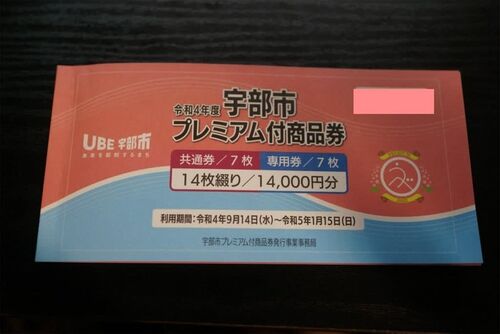 令和4年度 宇部市
プレミアム付商品券
UBE 宇部市
未来を創間するまち
共通券/7枚 専用券/7枚
14枚綴り/14,000円分
利用期間:令和4年9月14日(水)~令和5年1月15日(日)
宇部市プレミアム付商品券発行事業事務局